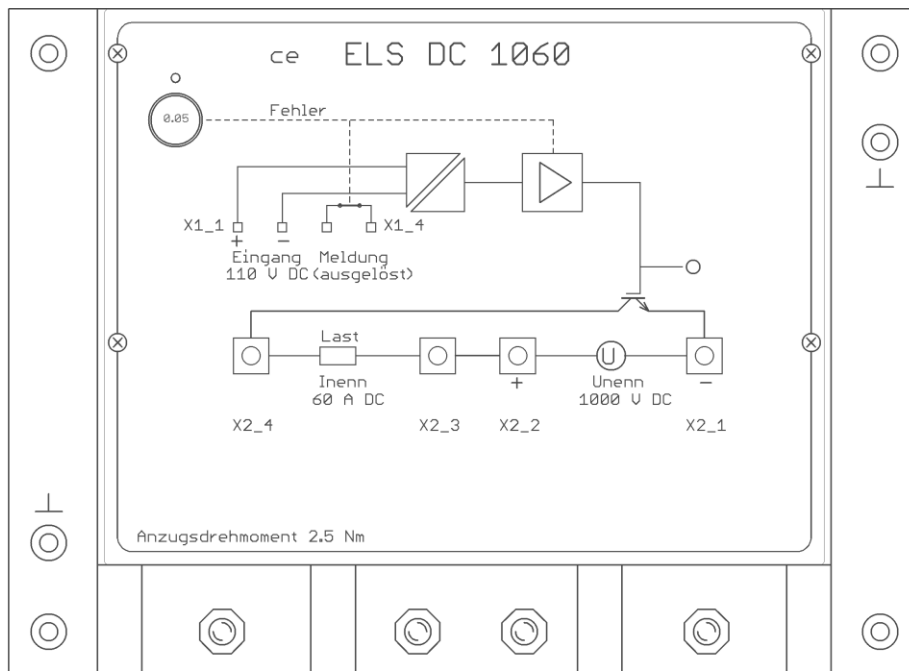 ce ELS DC 1060
0.05
Fehler
X1_1 X1_4
+ −
Eingang Meldung
110 V DC (ausgelöst)
Last
U
Inenn + Unenn −
60 A DC 1000 V DC
X2_4 X2_3 X2_2 X2_1
Anzugsdrehmoment 2.5 Nm